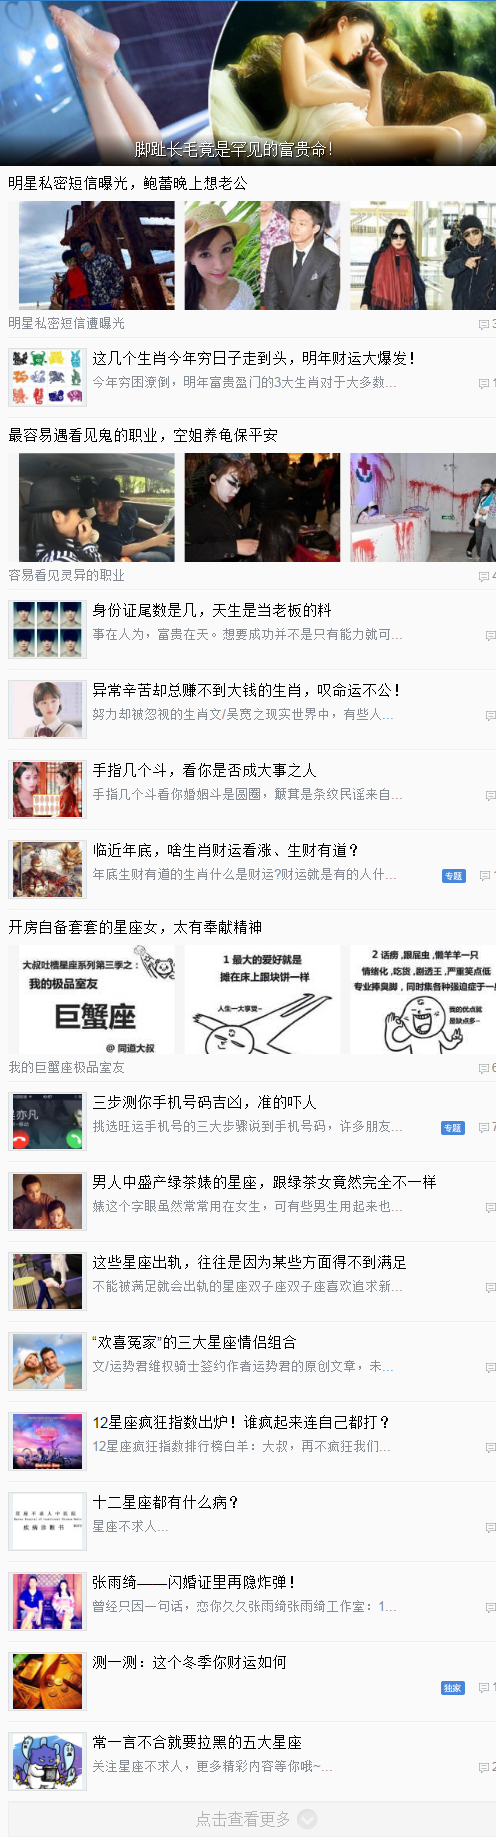 脚趾长毛竟是罕见的富贵命！
明星私密短信曝光，鲍蕾晚上想老公
明星私密短信遭曝光
这几个生肖今年穷日子走到头，明年财运大爆发！
今年穷困潦倒，明年富贵盈门的3大生肖对于大多数...
最容易遇看见鬼的职业，空姐养龟保平安
容易看见灵异的职业
身份证尾数是几，天生是当老板的料
事在人为，富贵在天。想要成功并不是只有能力就可...
异常辛苦却总赚不到大钱的生肖，叹命运不公！
努力却被忽视的生肖文/吴宽之现实世界中，有些人...
手指几个斗，看你是否成大事之人
手指几个斗看你婚姻斗是圆圈，簸箕是条纹民谣来自...
临近年底，啥生肖财运看涨、生财有道？
年底生财有道的生肖什么是财运?财运就是有的人什...
专题
开房自备套套的星座女，太有奉献精神
大叔吐槽星座系列第三季之：
我的极品室友
巨蟹座
@ 同道大叔
1 最大的爱好就是
摊在床上跟块饼一样
人生一大享受~
2 话痨 ,跟屁虫 ,懒羊羊一只
情绪化 ,吃货 ,剧透王 ,严重笑点低
专业捧臭脚，同时集各种强迫症于一
我的优点就
是缺点多~
我的巨蟹座极品室友
三步测你手机号码吉凶，准的吓人
挑选旺运手机号的三大步骤说到手机号码，许多朋友...
专题
男人中盛产绿茶婊的星座，跟绿茶女竟然完全不一样
婊这个字眼虽然常常用在女生，可有些男生用起来也...
这些星座出轨，往往是因为某些方面得不到满足
不能被满足就会出轨的星座双子座双子座喜欢追求新...
“欢喜冤家”的三大星座情侣组合
文/运势君维权骑士签约作者运势君的原创文章，未...
12星座疯狂指数出炉！谁疯起来连自己都打？
12星座疯狂指数排行榜白羊：大叔，再不疯狂我们...
十二星座都有什么病？
星座不求人...
星座不求人中医院
疾病诊断书
张雨绮——闪婚证里再隐炸弹！
曾经只因一句话，恋你久久张雨绮张雨绮工作室：1...
测一测：这个冬季你财运如何
独家
常一言不合就要拉黑的五大星座
关注星座不求人，更多精彩内容等你哦~...
点击查看更多